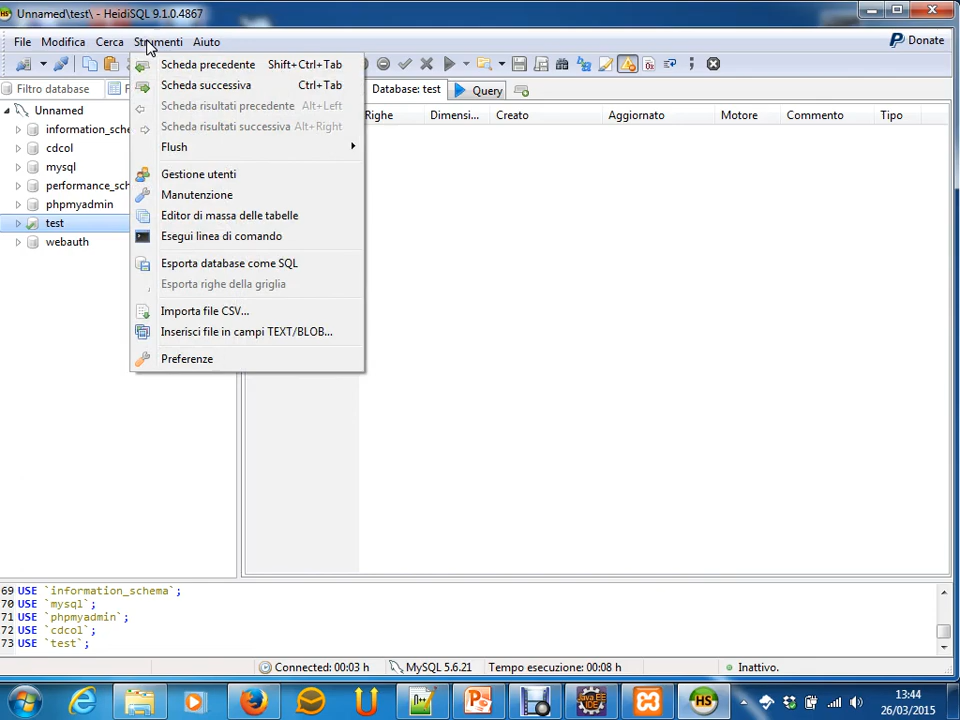 Unnamed\test\ - HeidiSQL 9.1.0.4867
File Modifica Cerca Strumenti Aiuto
Donate
Filtro database
Database: test
Query
Scheda precedente Shift+Ctrl+Tab
Scheda successiva Ctrl+Tab
Scheda risultati precedente Alt+Left
Scheda risultati successiva Alt+Right
Flush
Gestione utenti
Manutenzione
Editor di massa delle tabelle
Esegui linea di comando
Esporta database come SQL
Esporta righe della griglia
Importa file CSV...
Inserisci file in campi TEXT/BLOB...
Preferenze
Unnamed
information_sche
cdcol
mysql
performance_sch
phpmyadmin
test
webauth
Righe Dimensi... Creato Aggiornato Motore Commento Tipo
69 USE `information_schema`;
70 USE `mysql`;
71 USE `phpmyadmin`;
72 USE `cdcol`;
73 USE `test`;
Connected: 00:03 h MySQL 5.6.21 Tempo esecuzione: 00:08 h Inattivo.
Java EE
IDE
HS
13:44
26/03/2015